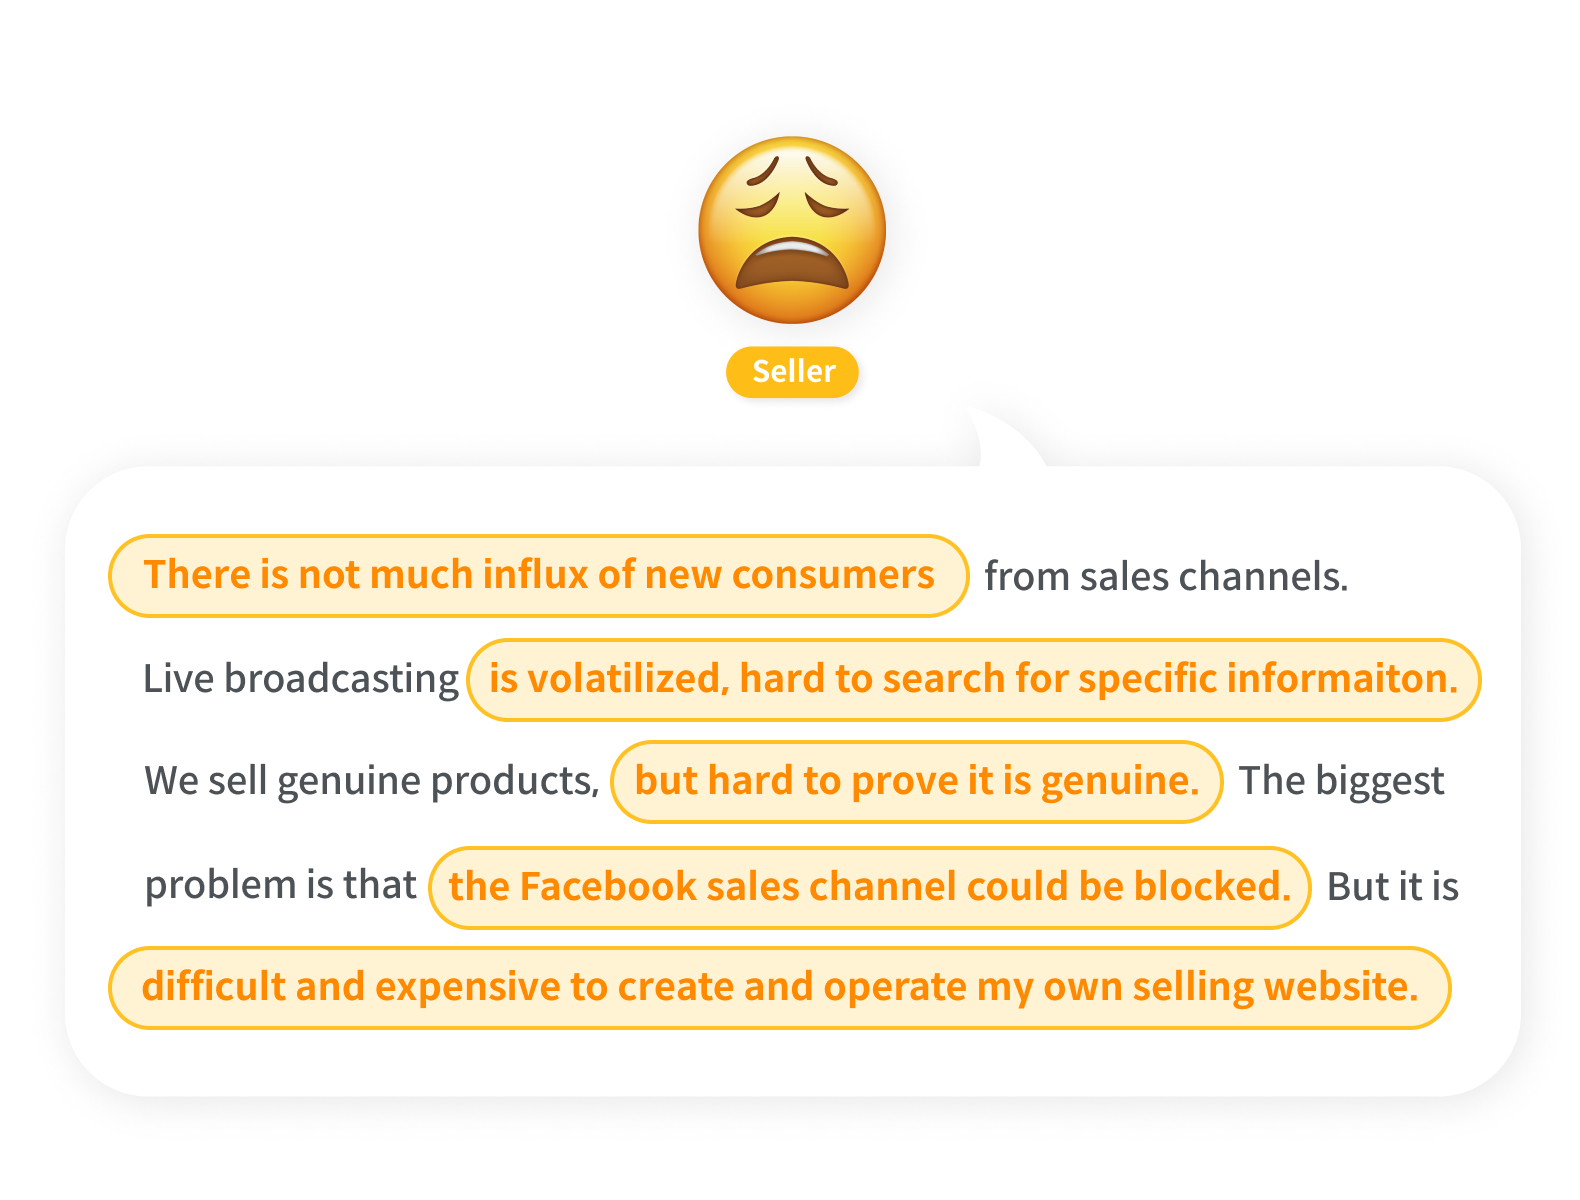 Seller
There is not much influx of new consumers from sales channels.
Live broadcasting is volatilized, hard to search for specific informaiton.
We sell genuine products, but hard to prove it is genuine. The biggest
problem is that the Facebook sales channel could be blocked. But it is
difficult and expensive to create and operate my own selling website.